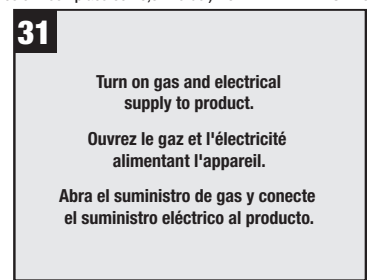 31
Turn on gas and electrical
supply to product.
Ouvrez le gaz et l'électricité
alimentant l'appareil.
Abra el suministro de gas y conecte
el suministro eléctrico al producto.